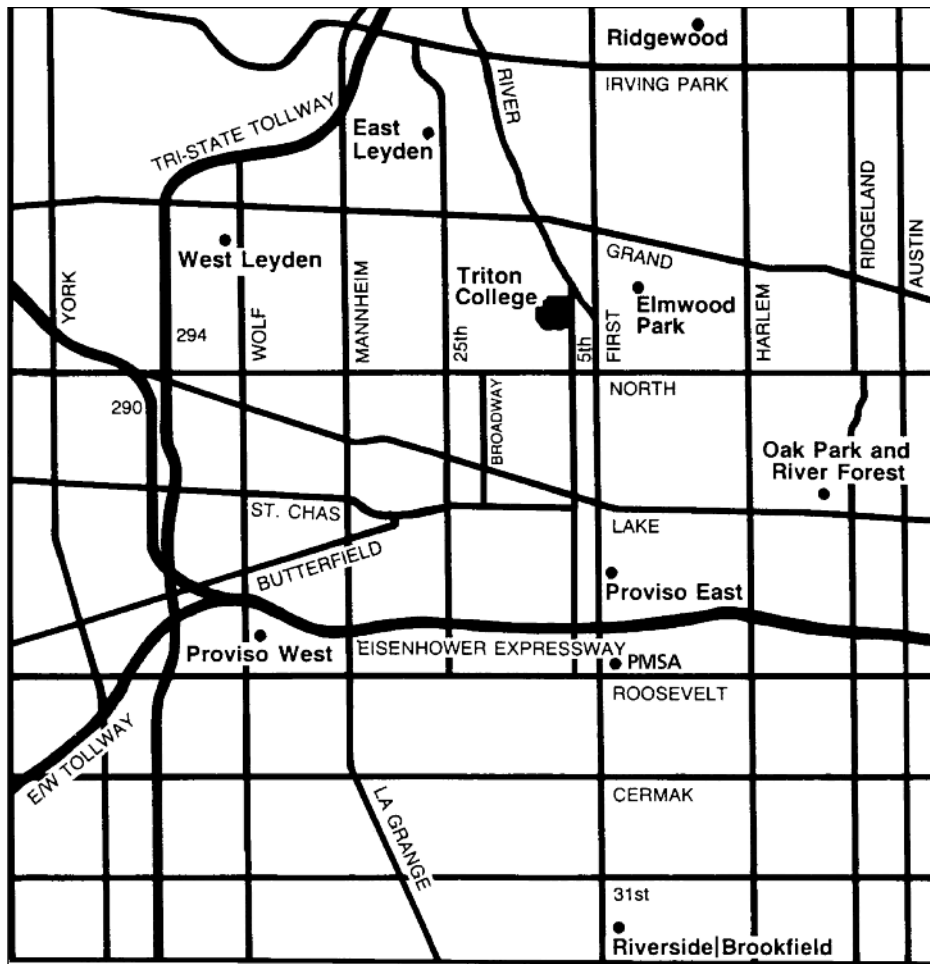 Ridgewood
IRVING PARK
RIVER
TRI-STATE TOLLWAY
East
Leyden
West Leyden
GRAND
RIDGELAND
AUSTIN
YORK
294
WOLF
MANNHEIM
25th
Triton
College
5th
FIRST
Elmwood
Park
HARLEM
NORTH
290
BROADWAY
Oak Park and
River Forest
ST. CHAS
LAKE
BUTTERFIELD
Proviso East
Proviso West
EISENHOWER EXPRESSWAY
PMSA
ROOSEVELT
E/W TOLLWAY
CERMAK
LA GRANGE
31st
Riverside|Brookfield